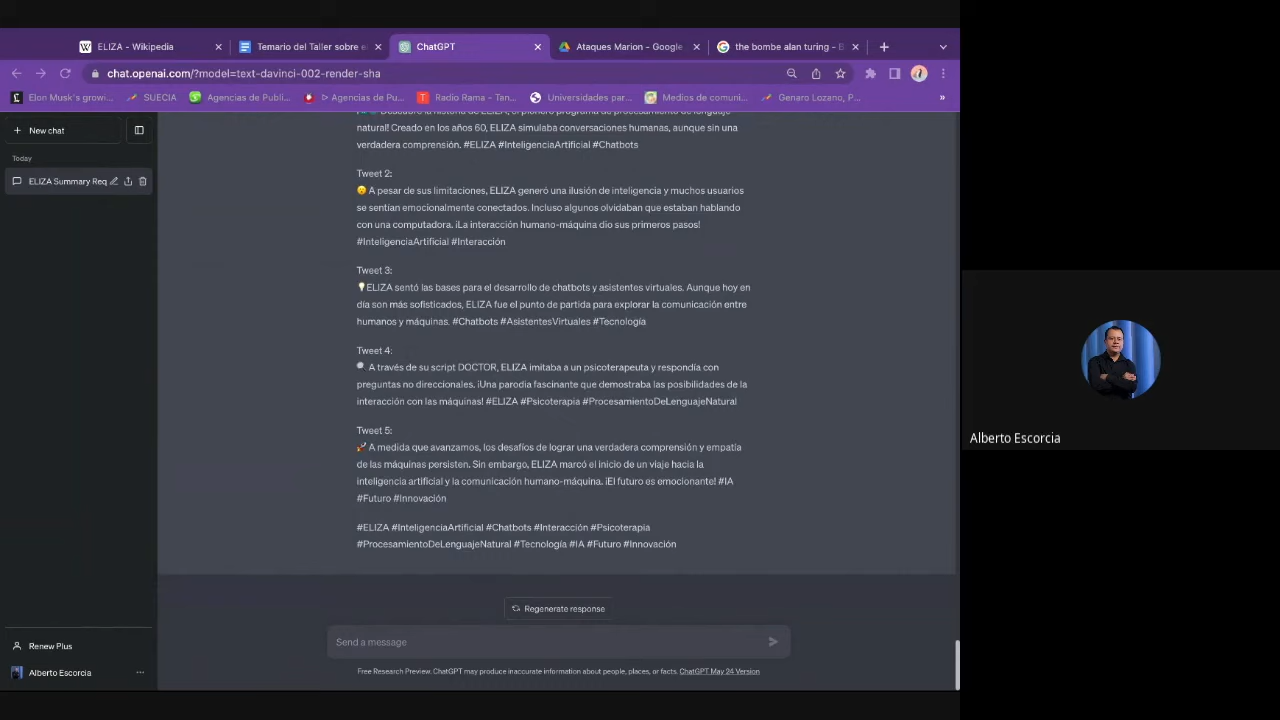 ELIZA - Wikipedia
Temario del Taller sobre e
ChatGPT
Ataques Marion - Google
the bombe alan turing - B
chat.openai.com/?model=text-davinci-002-render-sha
Elon Musk's growi...
SUECIA
Agencias de Publi...
▷ Agencias de Pu...
Radio Rama - Tan...
Universidades par...
Medios de comuni...
Genaro Lozano, P...
»
+ New chat
Today
ELIZA Summary Req
natural! Creado en los años 60, ELIZA simulaba conversaciones humanas, aunque sin una
verdadera comprensión. #ELIZA #InteligenciaArtificial #Chatbots
Tweet 2:
😮 A pesar de sus limitaciones, ELIZA generó una ilusión de inteligencia y muchos usuarios
se sentían emocionalmente conectados. Incluso algunos olvidaban que estaban hablando
con una computadora. ¡La interacción humano-máquina dio sus primeros pasos!
#InteligenciaArtificial #Interacción
Tweet 3:
💡ELIZA sentó las bases para el desarrollo de chatbots y asistentes virtuales. Aunque hoy en
día son más sofisticados, ELIZA fue el punto de partida para explorar la comunicación entre
humanos y máquinas. #Chatbots #AsistentesVirtuales #Tecnología
Tweet 4:
💬 A través de su script DOCTOR, ELIZA imitaba a un psicoterapeuta y respondía con
preguntas no direccionales. ¡Una parodia fascinante que demostraba las posibilidades de la
interacción con las máquinas! #ELIZA #Psicoterapia #ProcesamientoDeLenguajeNatural
Tweet 5:
🚀 A medida que avanzamos, los desafíos de lograr una verdadera comprensión y empatía
de las máquinas persisten. Sin embargo, ELIZA marcó el inicio de un viaje hacia la
inteligencia artificial y la comunicación humano-máquina. ¡El futuro es emocionante! #IA
#Futuro #Innovación
#ELIZA #InteligenciaArtificial #Chatbots #Interacción #Psicoterapia
#ProcesamientoDeLenguajeNatural #Tecnología #IA #Futuro #Innovación
Regenerate response
Send a message
Free Research Preview. ChatGPT may produce inaccurate information about people, places, or facts. ChatGPT May 24 Version
Renew Plus
Alberto Escorcia
Alberto Escorcia